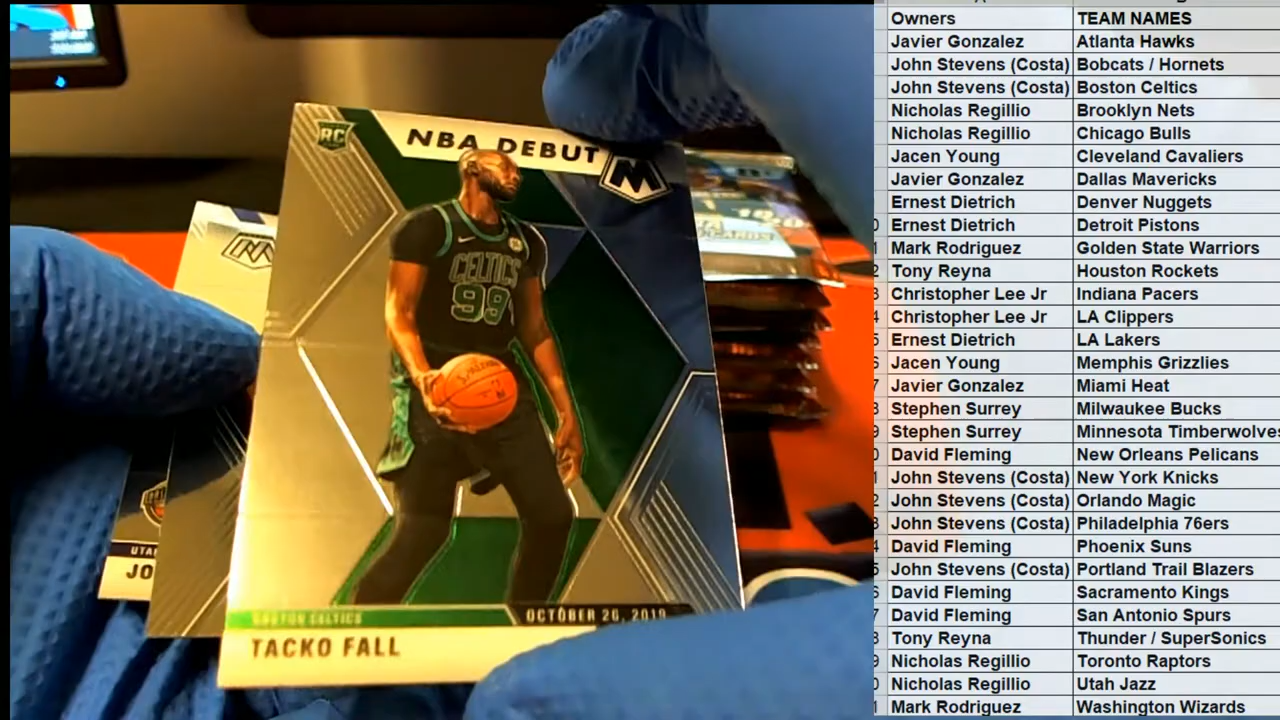 RC
NBA DEBUT
M
CELTICS
99
SPALDING
BOSTON CELTICS
OCTOBER 26, 2019
TACKO FALL
UTAH
JO
Owners TEAM NAMES
Javier Gonzalez Atlanta Hawks
John Stevens (Costa) Bobcats / Hornets
John Stevens (Costa) Boston Celtics
Nicholas Regillio Brooklyn Nets
Nicholas Regillio Chicago Bulls
Jacen Young Cleveland Cavaliers
Javier Gonzalez Dallas Mavericks
Ernest Dietrich Denver Nuggets
Ernest Dietrich Detroit Pistons
Mark Rodriguez Golden State Warriors
Tony Reyna Houston Rockets
Christopher Lee Jr Indiana Pacers
Christopher Lee Jr LA Clippers
Ernest Dietrich LA Lakers
Jacen Young Memphis Grizzlies
Javier Gonzalez Miami Heat
Stephen Surrey Milwaukee Bucks
Stephen Surrey Minnesota Timberwolves
David Fleming New Orleans Pelicans
John Stevens (Costa) New York Knicks
John Stevens (Costa) Orlando Magic
John Stevens (Costa) Philadelphia 76ers
David Fleming Phoenix Suns
John Stevens (Costa) Portland Trail Blazers
David Fleming Sacramento Kings
David Fleming San Antonio Spurs
Tony Reyna Thunder / SuperSonics
Nicholas Regillio Toronto Raptors
Nicholas Regillio Utah Jazz
Mark Rodriguez Washington Wizards